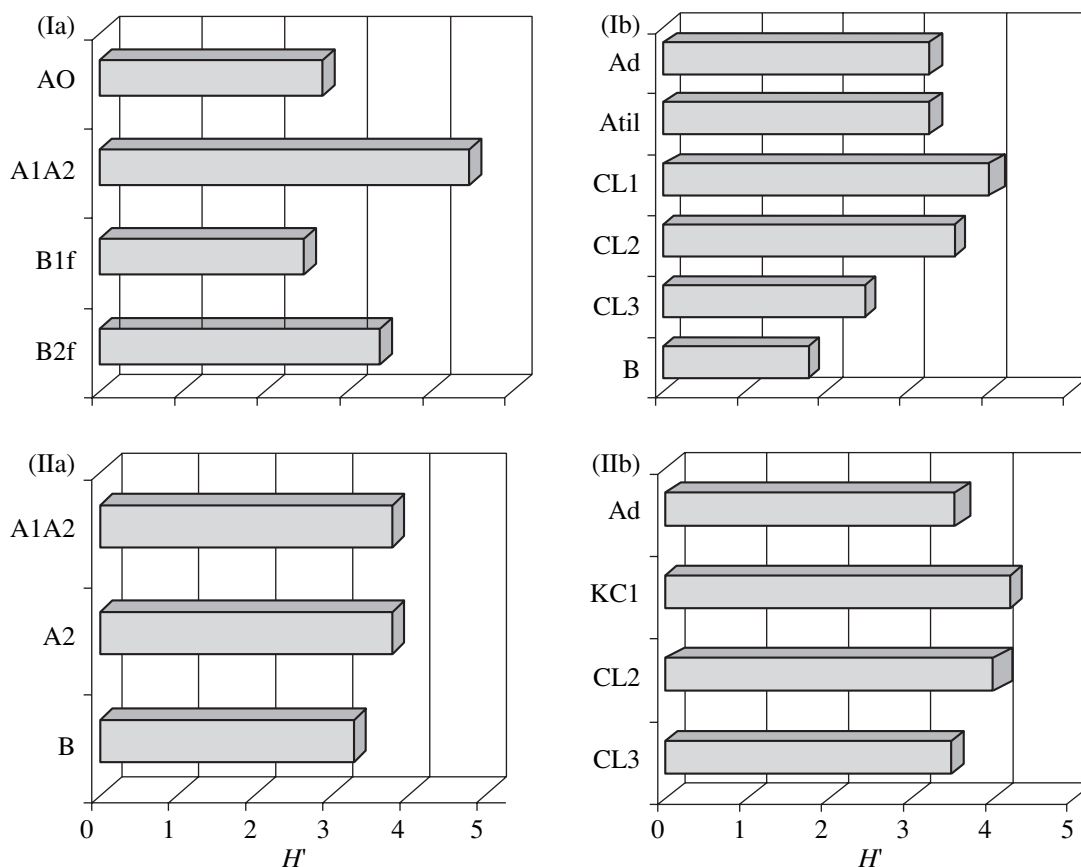 (Ia)
AO
A1A2
B1f
B2f
(Ib)
Ad
Atil
CL1
CL2
CL3
B
(IIa)
A1A2
A2
B
0 1 2 3 4 5
H'
(IIb)
Ad
KC1
CL2
CL3
0 1 2 3 4 5
H'